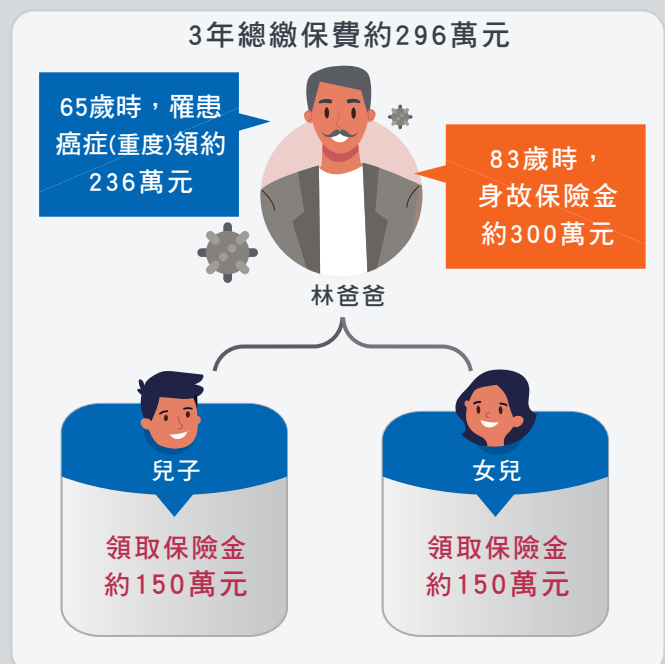 3年總繳保費約296萬元
65歲時，罹患
癌症(重度)領約
236萬元
83歲時，
身故保險金
約300萬元
林爸爸
兒子
領取保險金
約150萬元
女兒
領取保險金
約150萬元